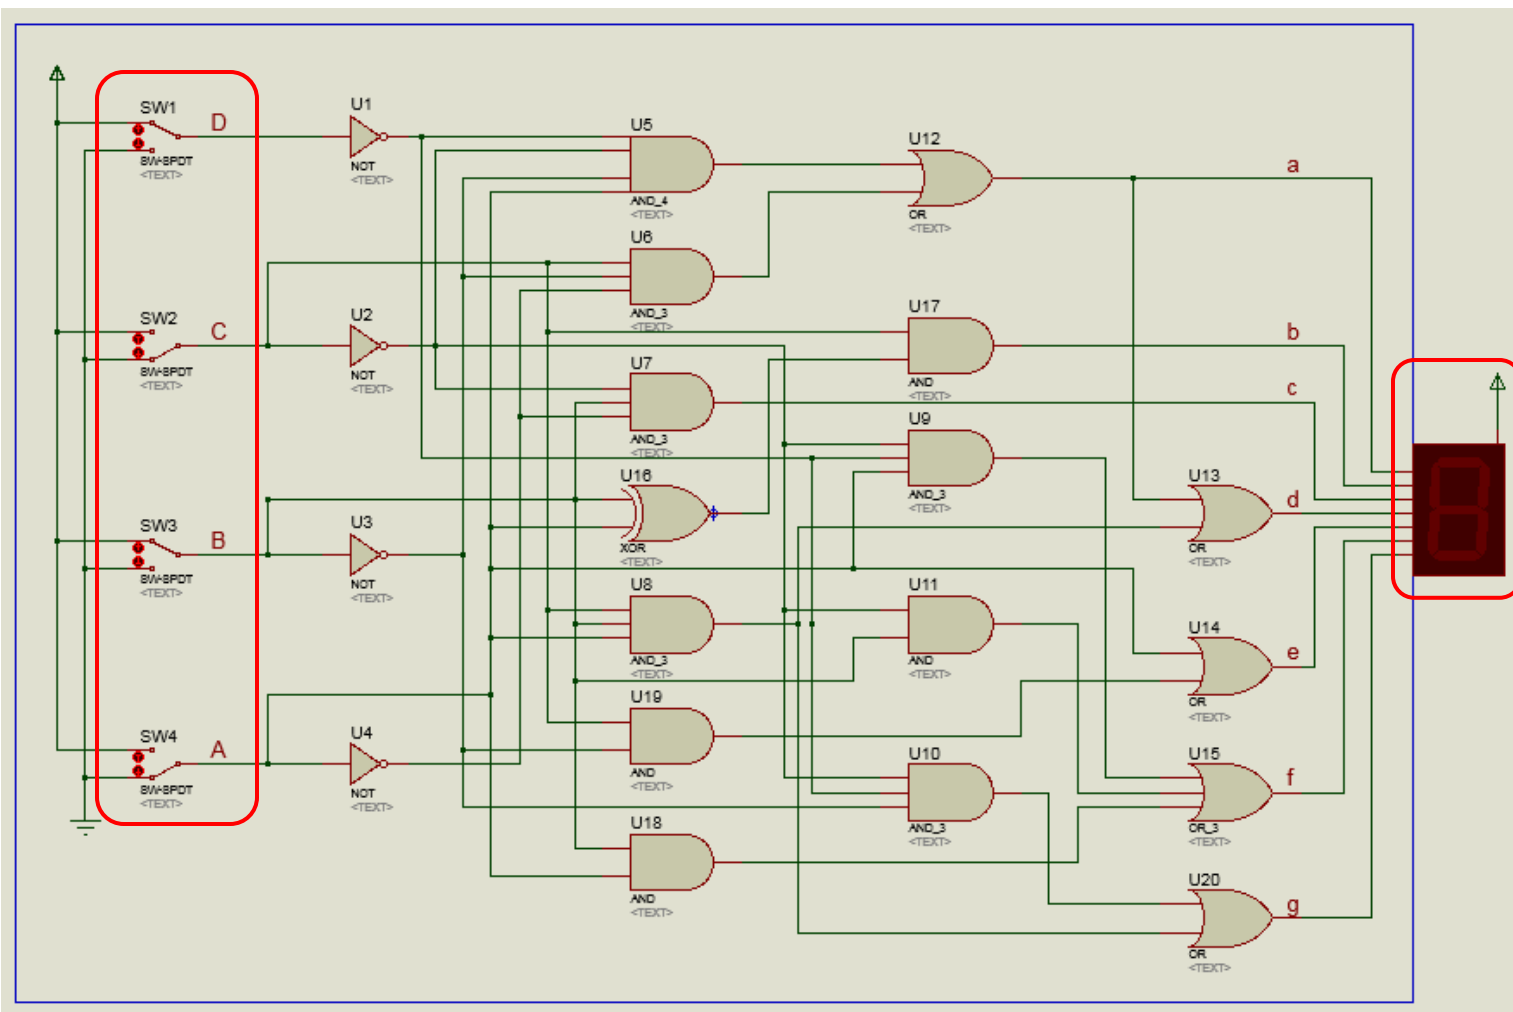 SW1
D
SW-SPDT
<TEXT>
U1
NOT
<TEXT>
U5
AND_4
<TEXT>
U12
OR
<TEXT>
a
U6
AND_3
<TEXT>
SW2
C
SW-SPDT
<TEXT>
U2
NOT
<TEXT>
U17
AND
<TEXT>
b
U7
AND_3
<TEXT>
c
U9
AND_3
<TEXT>
U16
XOR
<TEXT>
U13
OR
<TEXT>
d
SW3
B
SW-SPDT
<TEXT>
U3
NOT
<TEXT>
U8
AND_3
<TEXT>
U11
AND
<TEXT>
U14
OR
<TEXT>
e
U19
AND
<TEXT>
SW4
A
SW-SPDT
<TEXT>
U4
NOT
<TEXT>
U10
AND_3
<TEXT>
U15
OR_3
<TEXT>
f
U18
AND
<TEXT>
U20
OR
<TEXT>
g